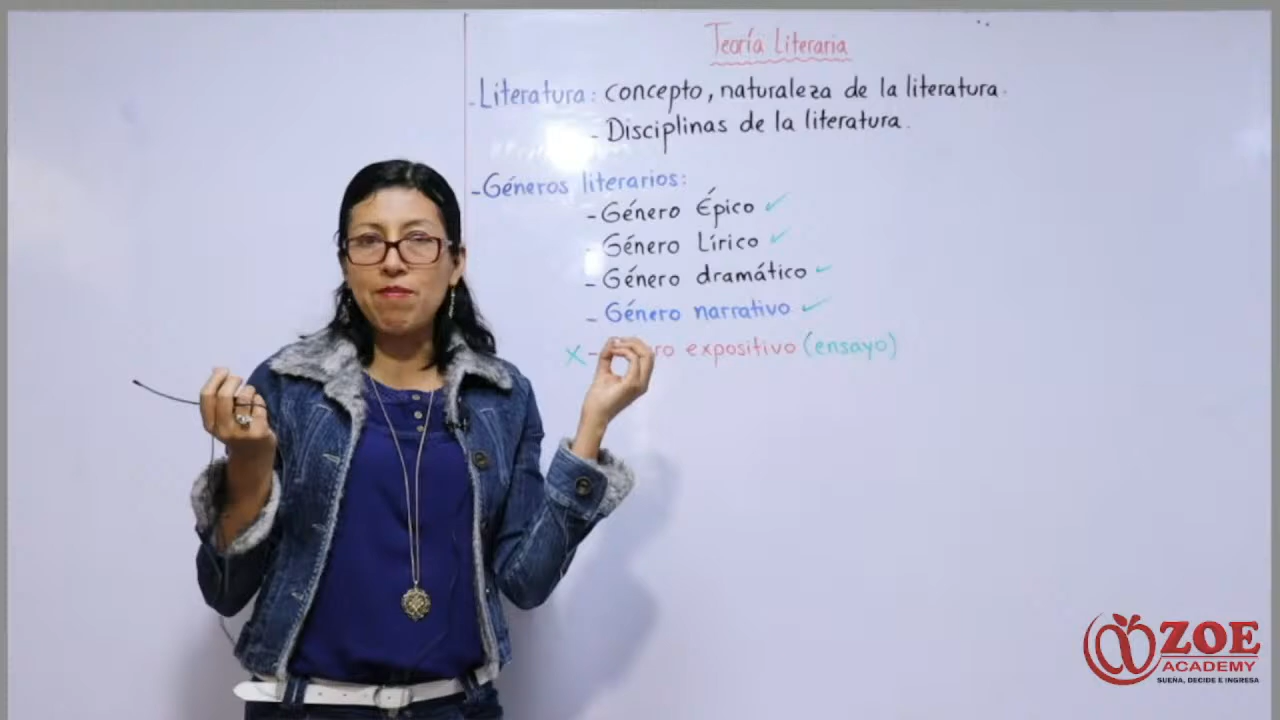 Teoría Literaria
- Literatura: concepto, naturaleza de la literatura.
- Disciplinas de la literatura.
- Géneros literarios:
- Género Épico ✓
- Género Lírico ✓
- Género dramático ✓
- Género narrativo ✓
x - expositivo (ensayo)
ZOE
ACADEMY
SUEÑA, DECIDE E INGRESA